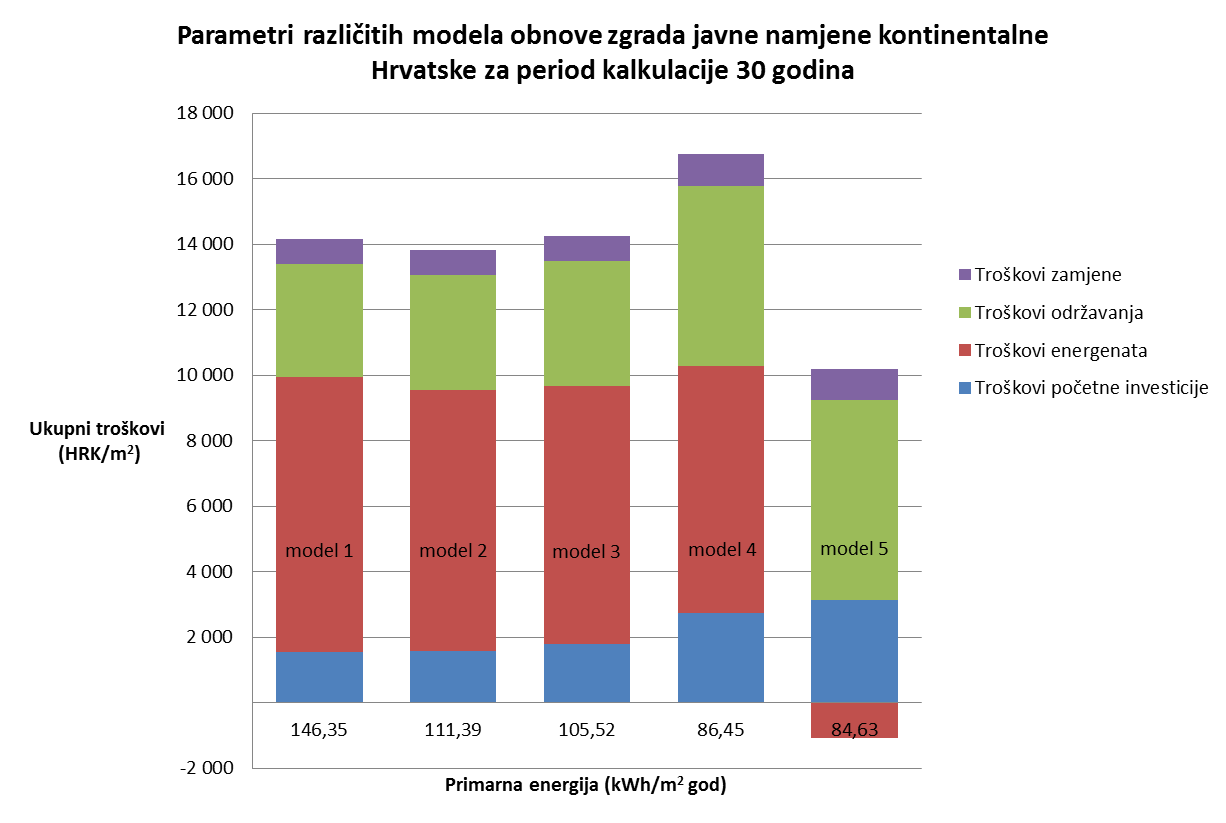 Parametri različitih modela obnove zgrada javne namjene kontinentalne
Hrvatske za period kalkulacije 30 godina
18 000
16 000
14 000
12 000
10 000
8 000
6 000
4 000
2 000
-2 000
Ukupni troškovi
(HRK/m²)
model 1
model 2
model 3
model 4
model 5
146,35
111,39
105,52
86,45
84,63
Primarna energija (kWh/m² god)
Troškovi zamjene
Troškovi održavanja
Troškovi energenata
Troškovi početne investicije